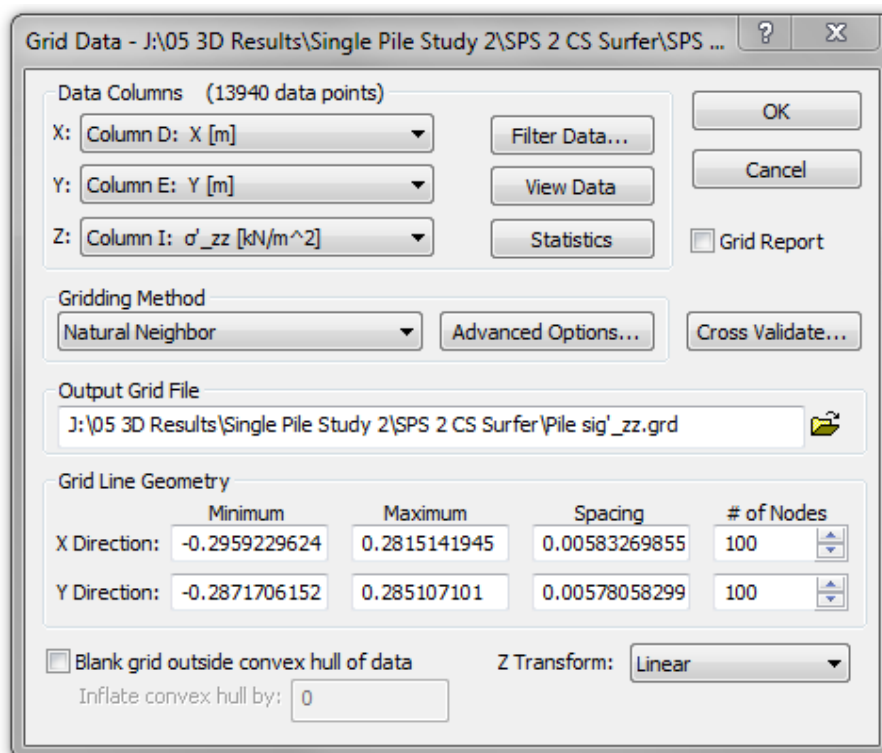 Grid Data - J:\05 3D Results\Single Pile Study 2\SPS 2 CS Surfer\SPS ...
Data Columns (13940 data points)
X: Column D: X [m]
Filter Data...
OK
Y: Column E: Y [m]
View Data
Cancel
Z: Column I: σ'_zz [kN/m^2]
Statistics
Grid Report
Gridding Method
Natural Neighbor
Advanced Options...
Cross Validate...
Output Grid File
J:\05 3D Results\Single Pile Study 2\SPS 2 CS Surfer\Pile sig'_zz.grd
Grid Line Geometry
Minimum Maximum Spacing # of Nodes
X Direction: -0.2959229624 0.2815141945 0.00583269855 100
Y Direction: -0.2871706152 0.285107101 0.00578058299 100
Blank grid outside convex hull of data
Z Transform: Linear
Inflate convex hull by: 0